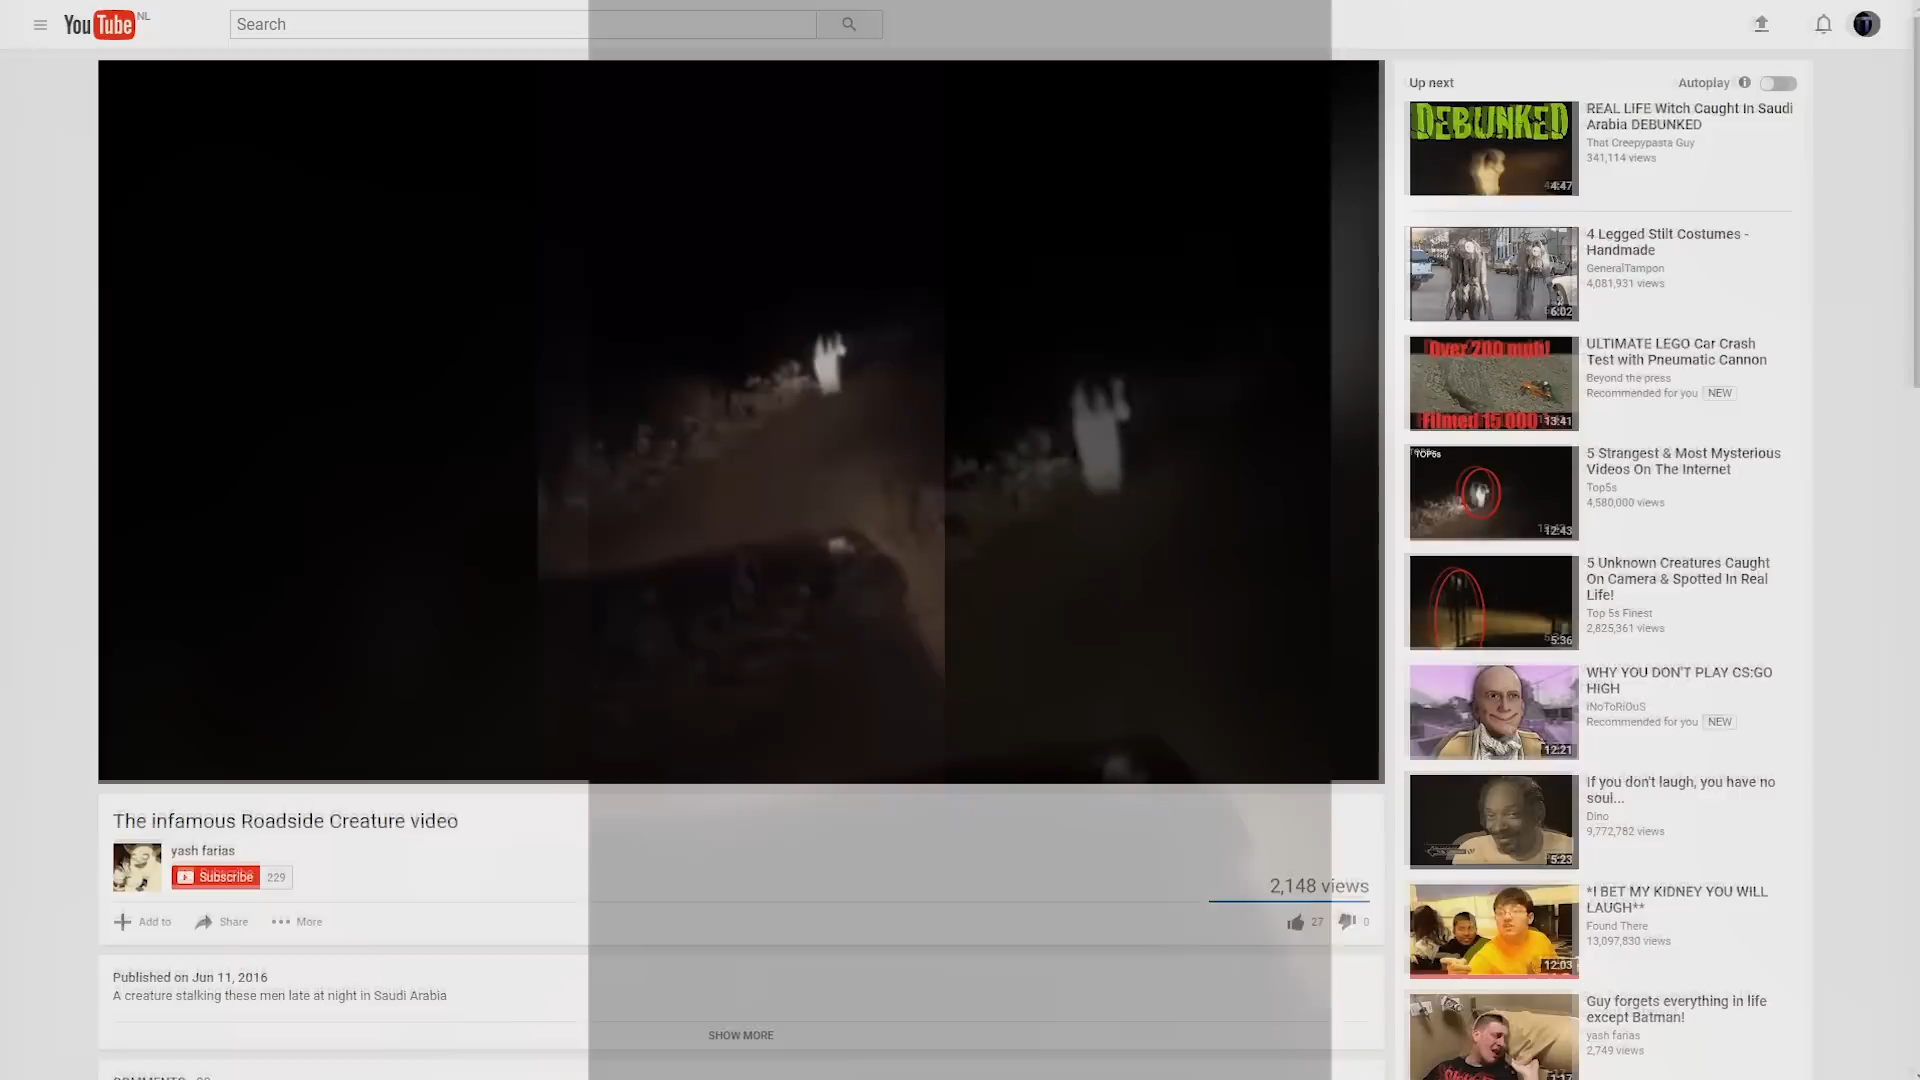 YouTube NL
Search
Up next
Autoplay
DEBUNKED
4:47
REAL LIFE Witch Caught In Saudi
Arabia DEBUNKED
That Creepypasta Guy
341,114 views
6:02
4 Legged Stilt Costumes -
Handmade
GeneralTampon
4,081,931 views
Over 200 mph!
Filmed 15 000
13:41
ULTIMATE LEGO Car Crash
Test with Pneumatic Cannon
Beyond the press
Recommended for you NEW
TOP5s
12:43
5 Strangest & Most Mysterious
Videos On The Internet
Top5s
4,580,000 views
5:36
5 Unknown Creatures Caught
On Camera & Spotted In Real
Life!
Top 5s Finest
2,825,361 views
12:21
WHY YOU DON'T PLAY CS:GO
HIGH
iNoToRiOuS
Recommended for you NEW
5:23
If you don't laugh, you have no
soul...
Dino
9,772,782 views
12:03
*I BET MY KIDNEY YOU WILL
LAUGH**
Found There
13,097,830 views
1:17
Guy forgets everything in life
except Batman!
yash farias
2,749 views
The infamous Roadside Creature video
yash farias
Subscribe 229
2,148 views
Add to Share More
27 0
Published on Jun 11, 2016
A creature stalking these men late at night in Saudi Arabia
SHOW MORE